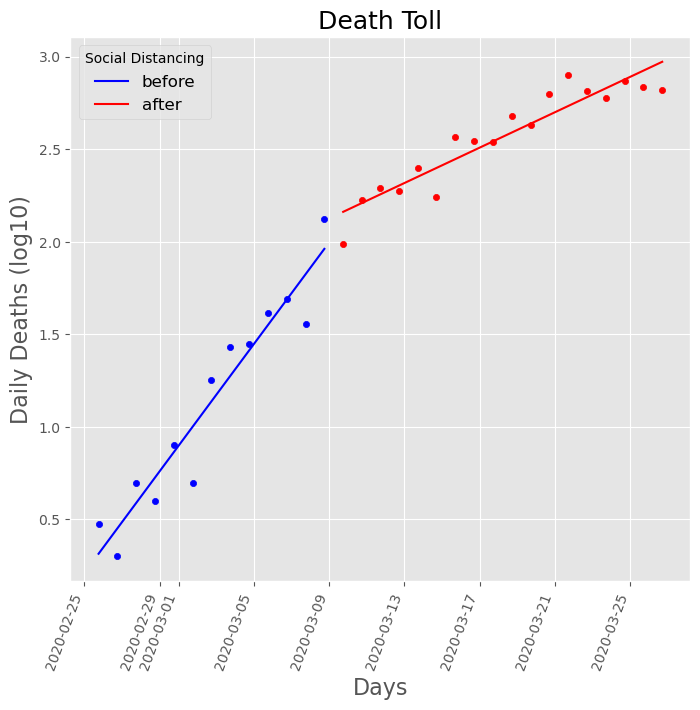 Death Toll
Social Distancing
before
after
Daily Deaths (log10)
3.0
2.5
2.0
1.5
1.0
0.5
2020-02-25
2020-02-29
2020-03-01
2020-03-05
2020-03-09
2020-03-13
2020-03-17
2020-03-21
2020-03-25
Days